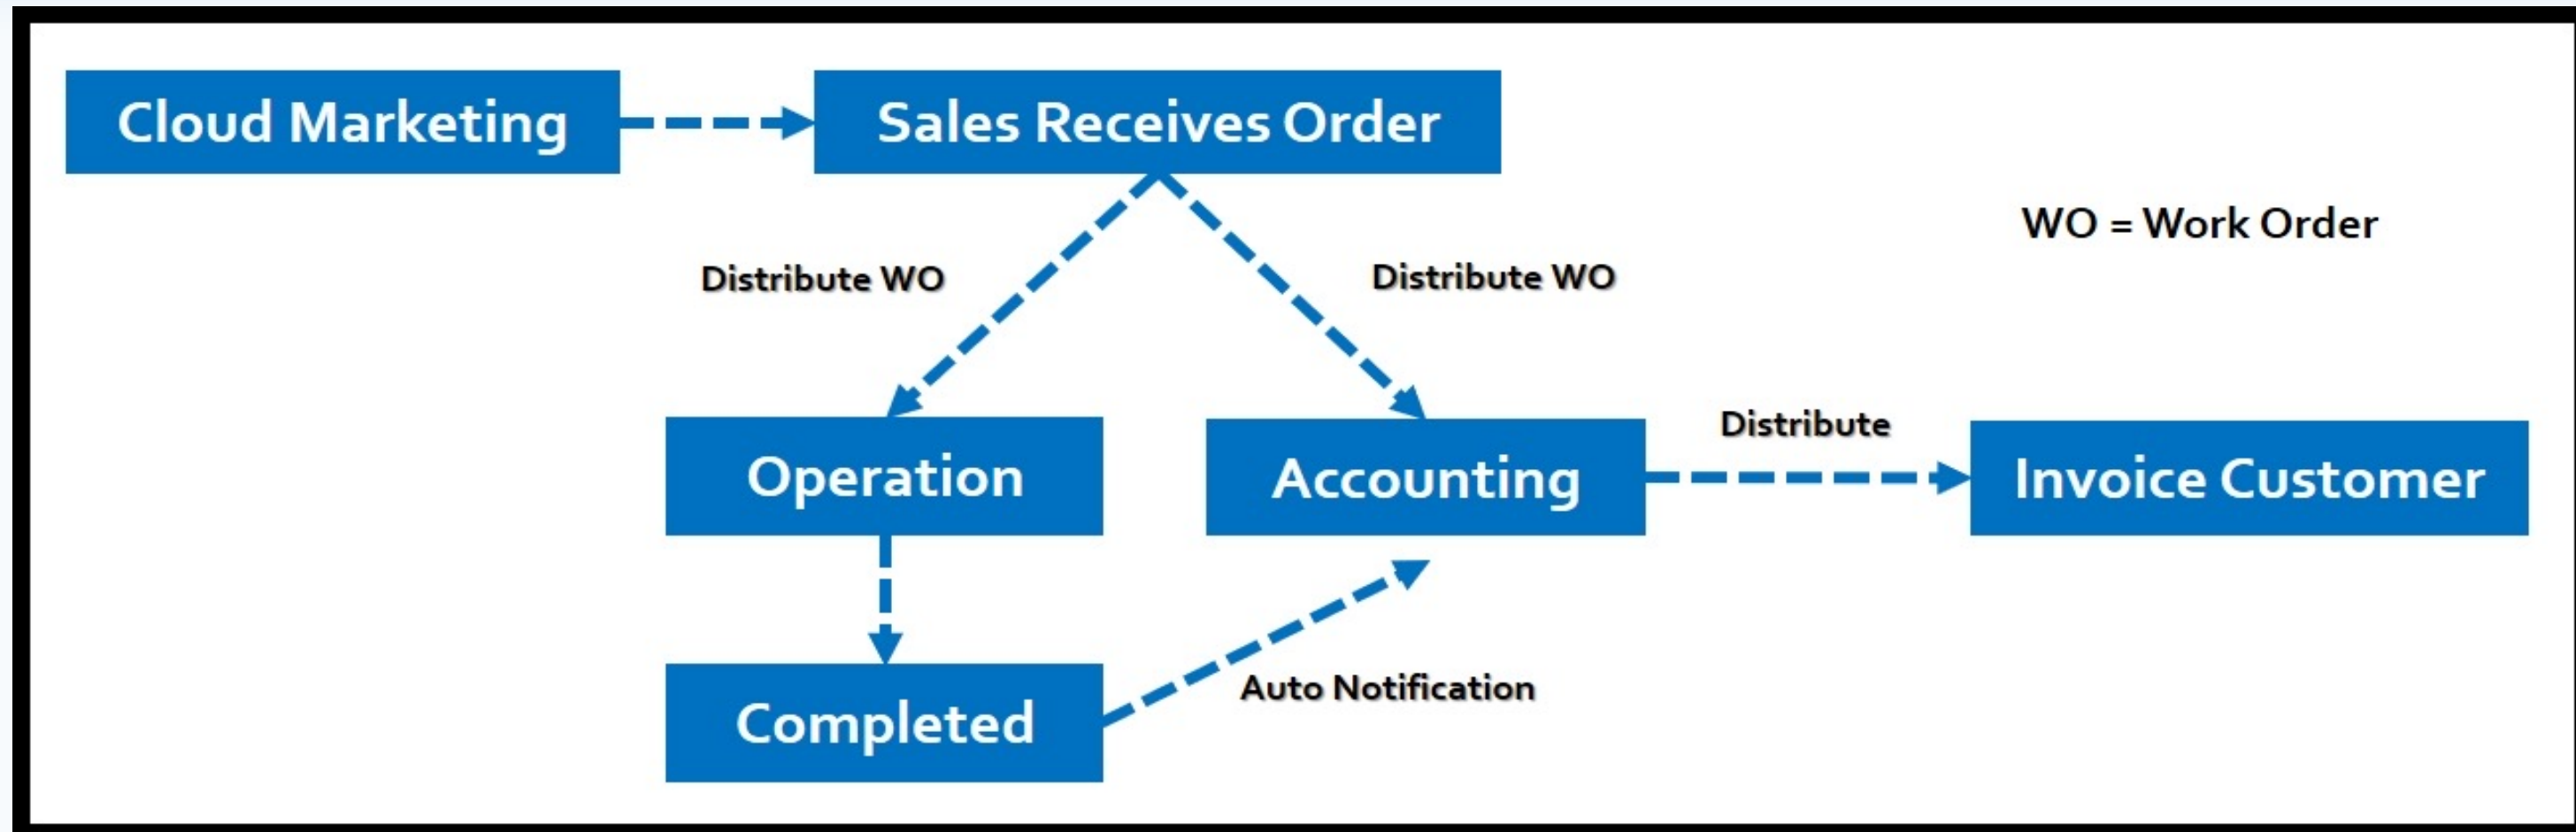 Cloud Marketing
Sales Receives Order
WO = Work Order
Distribute WO
Distribute WO
Distribute
Operation
Accounting
Invoice Customer
Auto Notification
Completed